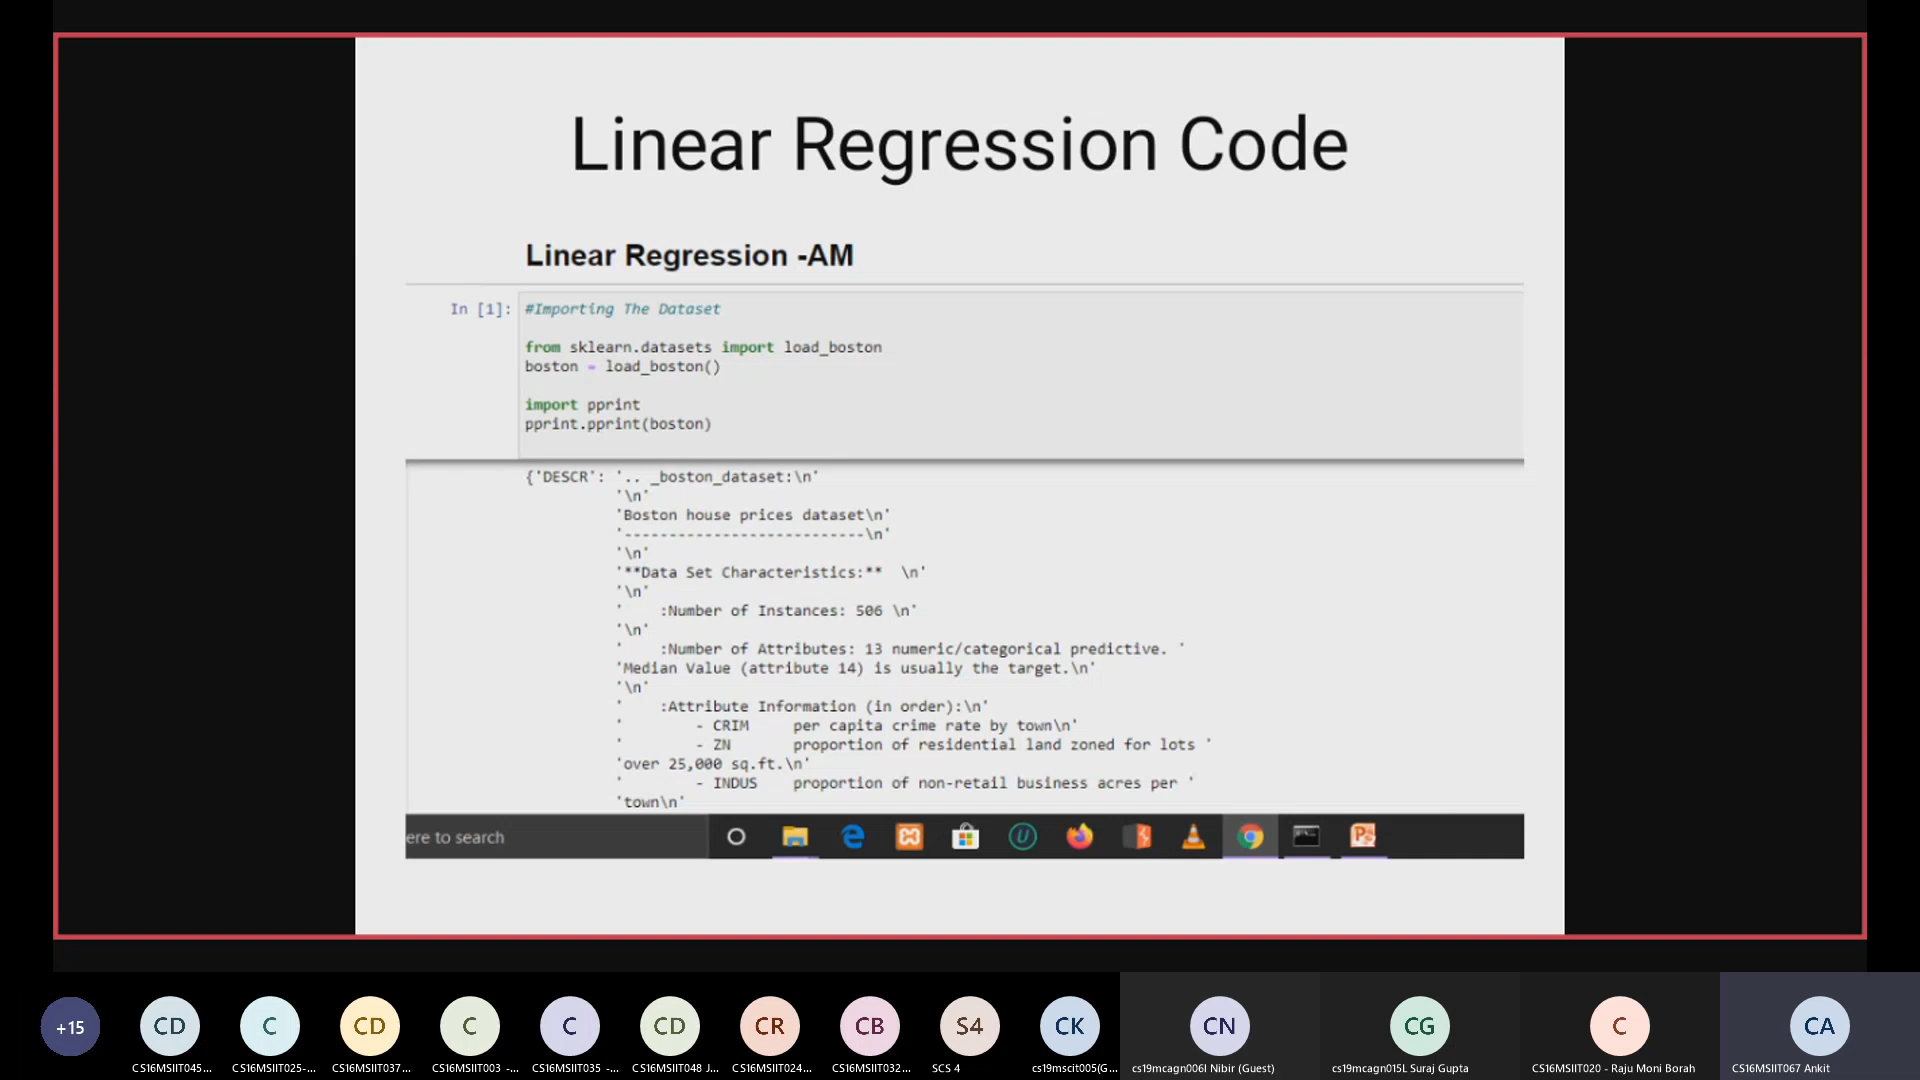 Linear Regression Code
Linear Regression -AM
In [1]: #Importing The Dataset
from sklearn.datasets import load_boston
boston = load_boston()
import pprint
pprint.pprint(boston)
{'DESCR': '.. _boston_dataset:\n'
'\n'
'Boston house prices dataset\n'
'---------------------------\n'
'\n'
'**Data Set Characteristics:**  \n'
'\n'
'    :Number of Instances: 506 \n'
'\n'
'    :Number of Attributes: 13 numeric/categorical predictive. '
'Median Value (attribute 14) is usually the target.\n'
'\n'
'    :Attribute Information (in order):\n'
'        - CRIM     per capita crime rate by town\n'
'        - ZN       proportion of residential land zoned for lots '
'over 25,000 sq.ft.\n'
'        - INDUS    proportion of non-retail business acres per '
'town\n'
ere to search
+15 CD C CD C C CD CR CB S4 CK CN CG C CA
CS16MSIIT045... CS16MSIIT025-... CS16MSIIT037... CS16MSIIT003 -... CS16MSIIT035 -... CS16MSIIT048 J... CS16MSIIT024... CS16MSIIT032... SCS 4 cs19mscit005(G... cs19mcagn006l Nibir (Guest) cs19mcagn015L Suraj Gupta CS16MSIIT020 - Raju Moni Borah CS16MSIIT067 Ankit